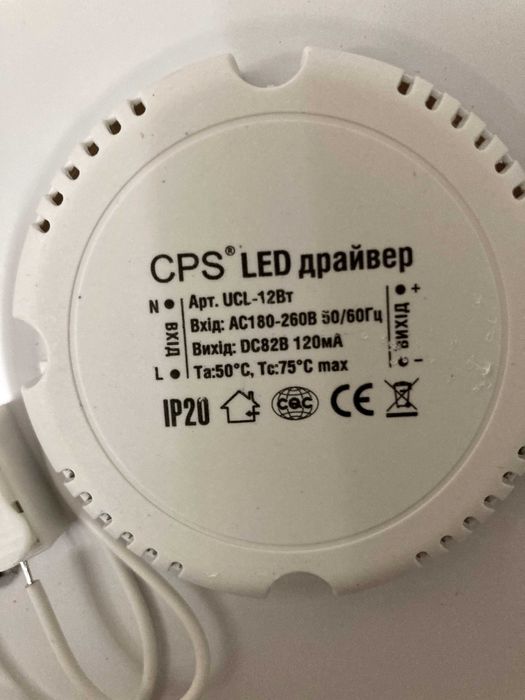 CPS® LED драйвер
N
L
ВХІД
Арт. UCL-12Вт
Вхід: AC180-260В 50/60Гц
Вихід: DC82В 120мА
Ta:50°C, Tc:75°C max
ВИХІД
+
−
IP20
CQC
CE